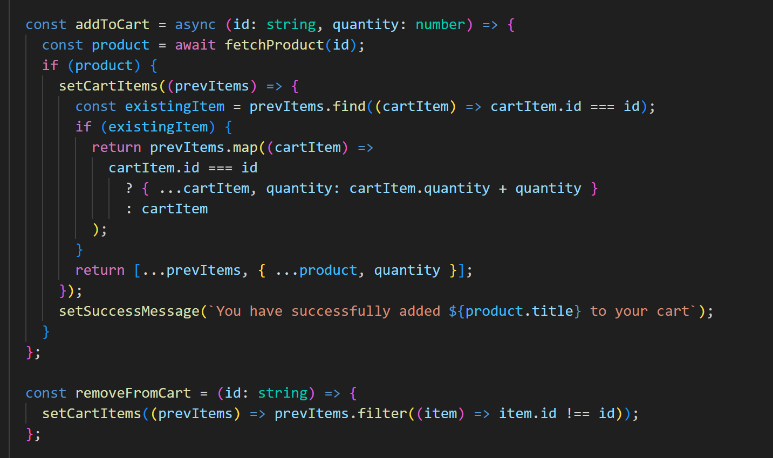 const addToCart = async (id: string, quantity: number) => {
  const product = await fetchProduct(id);
  if (product) {
    setCartItems((prevItems) => {
      const existingItem = prevItems.find((cartItem) => cartItem.id === id);
      if (existingItem) {
        return prevItems.map((cartItem) =>
          cartItem.id === id
            ? { ...cartItem, quantity: cartItem.quantity + quantity }
            : cartItem
        );
      }
      return [...prevItems, { ...product, quantity }];
    });
    setSuccessMessage(`You have successfully added ${product.title} to your cart`);
  }
};

const removeFromCart = (id: string) => {
  setCartItems((prevItems) => prevItems.filter((item) => item.id !== id));
};